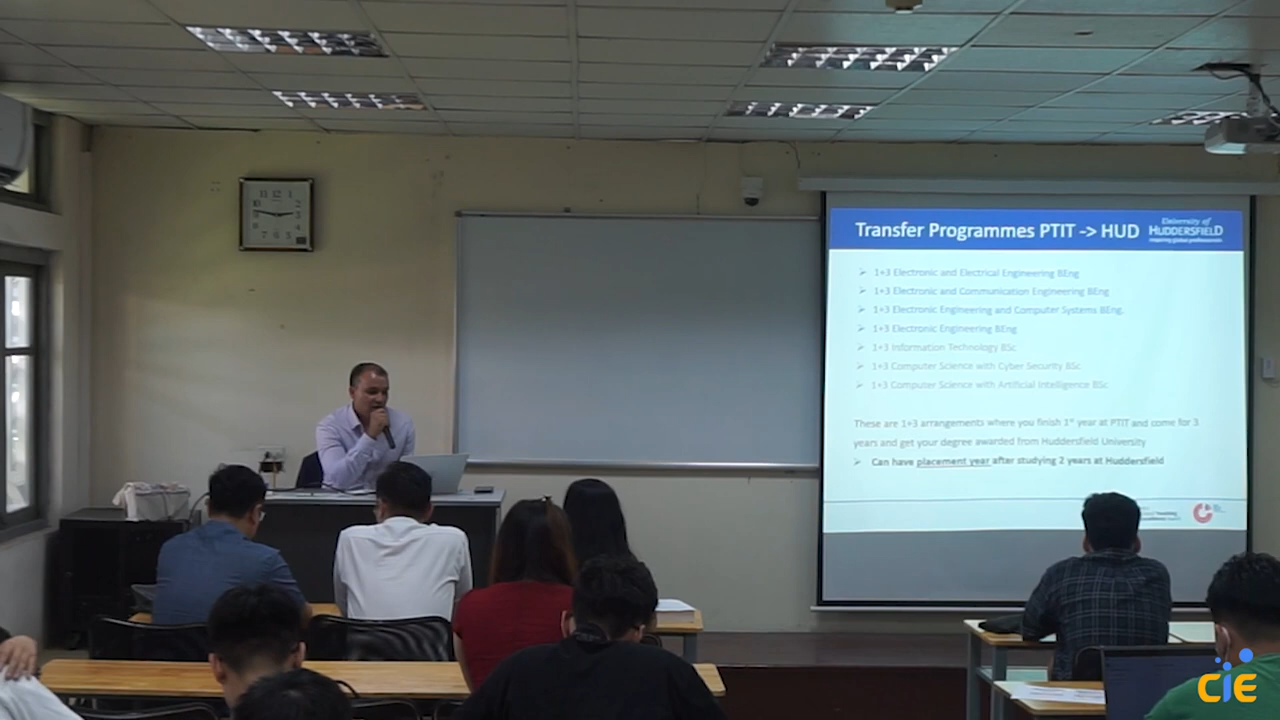 Transfer Programmes PTIT -> HUD
University of
HUDDERSFIELD
Inspiring global professionals
➢ 1+3 Electronic and Electrical Engineering BEng
➢ 1+3 Electronic and Communication Engineering BEng
➢ 1+3 Electronic Engineering and Computer Systems BEng.
➢ 1+3 Electronic Engineering BEng
➢ 1+3 Information Technology BSc
➢ 1+3 Computer Science with Cyber Security BSc
➢ 1+3 Computer Science with Artificial Intelligence BSc
These are 1+3 arrangements where you finish 1st year at PTIT and come for 3
years and get your degree awarded from Huddersfield University
➢ Can have placement year after studying 2 years at Huddersfield
CiE